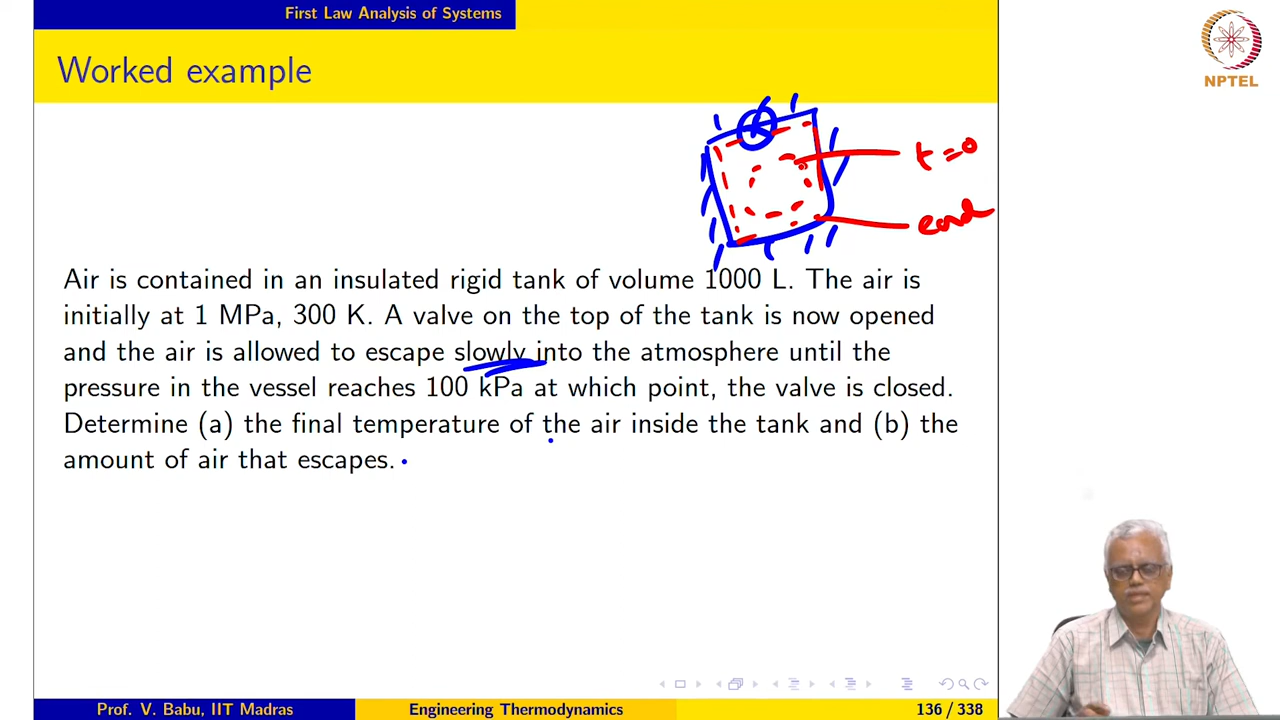 First Law Analysis of Systems
NPTEL
Worked example
t=0
end
Air is contained in an insulated rigid tank of volume 1000 L. The air is
initially at 1 MPa, 300 K. A valve on the top of the tank is now opened
and the air is allowed to escape slowly into the atmosphere until the
pressure in the vessel reaches 100 kPa at which point, the valve is closed.
Determine (a) the final temperature of the air inside the tank and (b) the
amount of air that escapes.
Prof. V. Babu, IIT Madras
Engineering Thermodynamics
136 / 338